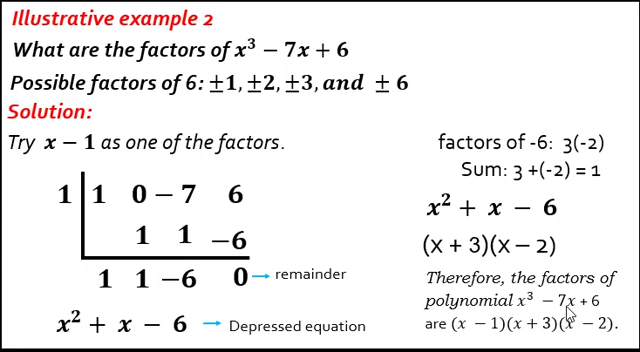 Illustrative example 2
What are the factors of x³ − 7x + 6
Possible factors of 6: ±1, ±2, ±3, and ± 6
Solution:
Try x − 1 as one of the factors.
1 1 0 − 7 6
1 1 −6
1 1 −6 0 → remainder
x² + x − 6 → Depressed equation
factors of -6: 3(-2)
Sum: 3 +(-2) = 1
x² + x − 6
(x + 3)(x − 2)
Therefore, the factors of
polynomial x³ − 7x + 6
are (x − 1)(x + 3)(x − 2).